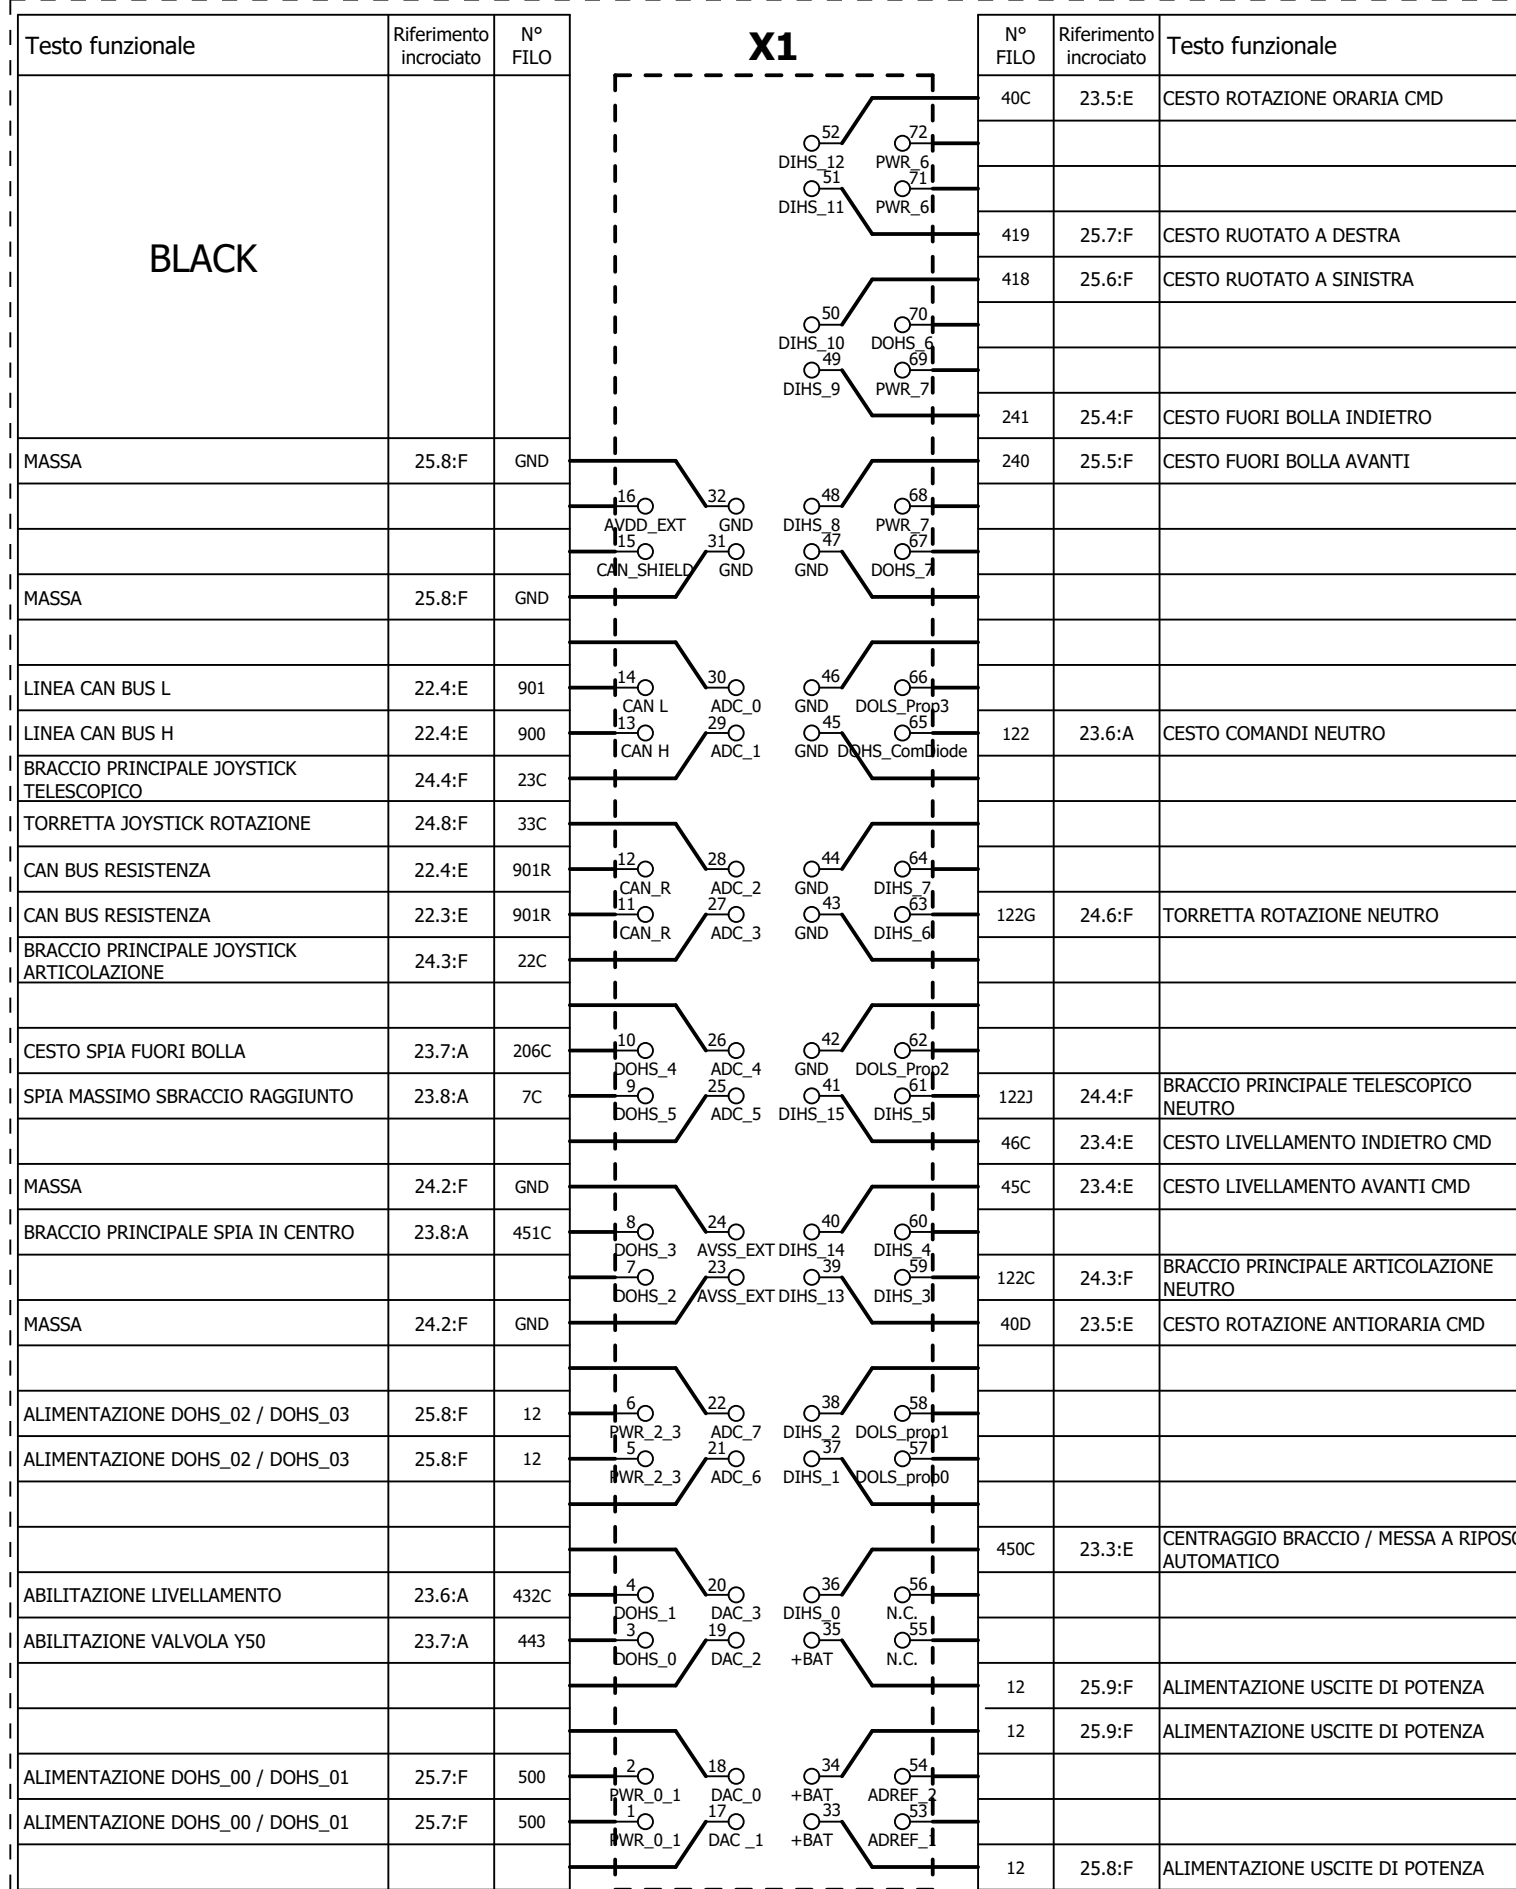 Testo funzionale
Riferimento incrociato
N° FILO
X1
N° FILO
Riferimento incrociato
Testo funzionale
BLACK
40C 23.5:E CESTO ROTAZIONE ORARIA CMD
52 72
DIHS_12 PWR_6
51 71
DIHS_11 PWR_6
419 25.7:F CESTO RUOTATO A DESTRA
418 25.6:F CESTO RUOTATO A SINISTRA
50 70
DIHS_10 DOHS_6
49 69
DIHS_9 PWR_7
241 25.4:F CESTO FUORI BOLLA INDIETRO
MASSA 25.8:F GND 240 25.5:F CESTO FUORI BOLLA AVANTI
16 32 48 68
AVDD_EXT GND DIHS_8 PWR_7
15 31 47 67
CAN_SHIELD GND GND DOHS_7
MASSA 25.8:F GND
LINEA CAN BUS L 22.4:E 901 14 30 46 66
CAN L ADC_0 GND DOLS_Prop3
LINEA CAN BUS H 22.4:E 900 13 29 45 65 122 23.6:A CESTO COMANDI NEUTRO
CAN H ADC_1 GND DOHS_ComDiode
BRACCIO PRINCIPALE JOYSTICK
TELESCOPICO 24.4:F 23C
TORRETTA JOYSTICK ROTAZIONE 24.8:F 33C
CAN BUS RESISTENZA 22.4:E 901R 12 28 44 64
CAN_R ADC_2 GND DIHS_7
CAN BUS RESISTENZA 22.3:E 901R 11 27 43 63 122G 24.6:F TORRETTA ROTAZIONE NEUTRO
CAN_R ADC_3 GND DIHS_6
BRACCIO PRINCIPALE JOYSTICK
ARTICOLAZIONE 24.3:F 22C
CESTO SPIA FUORI BOLLA 23.7:A 206C 10 26 42 62
DOHS_4 ADC_4 GND DOLS_Prop2
SPIA MASSIMO SBRACCIO RAGGIUNTO 23.8:A 7C 9 25 41 61 122J 24.4:F BRACCIO PRINCIPALE TELESCOPICO
NEUTRO
DOHS_5 ADC_5 DIHS_15 DIHS_5
46C 23.4:E CESTO LIVELLAMENTO INDIETRO CMD
MASSA 24.2:F GND 45C 23.4:E CESTO LIVELLAMENTO AVANTI CMD
BRACCIO PRINCIPALE SPIA IN CENTRO 23.8:A 451C 8 24 40 60
DOHS_3 AVSS_EXT DIHS_14 DIHS_4
7 23 39 59 122C 24.3:F BRACCIO PRINCIPALE ARTICOLAZIONE
NEUTRO
DOHS_2 AVSS_EXT DIHS_13 DIHS_3
MASSA 24.2:F GND 40D 23.5:E CESTO ROTAZIONE ANTIORARIA CMD
ALIMENTAZIONE DOHS_02 / DOHS_03 25.8:F 12 6 22 38 58
PWR_2_3 ADC_7 DIHS_2 DOLS_prop1
ALIMENTAZIONE DOHS_02 / DOHS_03 25.8:F 12 5 21 37 57
PWR_2_3 ADC_6 DIHS_1 DOLS_prob0
450C 23.3:E CENTRAGGIO BRACCIO / MESSA A RIPOSO
AUTOMATICO
ABILITAZIONE LIVELLAMENTO 23.6:A 432C 4 20 36 56
DOHS_1 DAC_3 DIHS_0 N.C.
ABILITAZIONE VALVOLA Y50 23.7:A 443 3 19 35 55
DOHS_0 DAC_2 +BAT N.C.
12 25.9:F ALIMENTAZIONE USCITE DI POTENZA
12 25.9:F ALIMENTAZIONE USCITE DI POTENZA
ALIMENTAZIONE DOHS_00 / DOHS_01 25.7:F 500 2 18 34 54
PWR_0_1 DAC_0 +BAT ADREF_2
ALIMENTAZIONE DOHS_00 / DOHS_01 25.7:F 500 1 17 33 53
PWR_0_1 DAC _1 +BAT ADREF_1
12 25.8:F ALIMENTAZIONE USCITE DI POTENZA